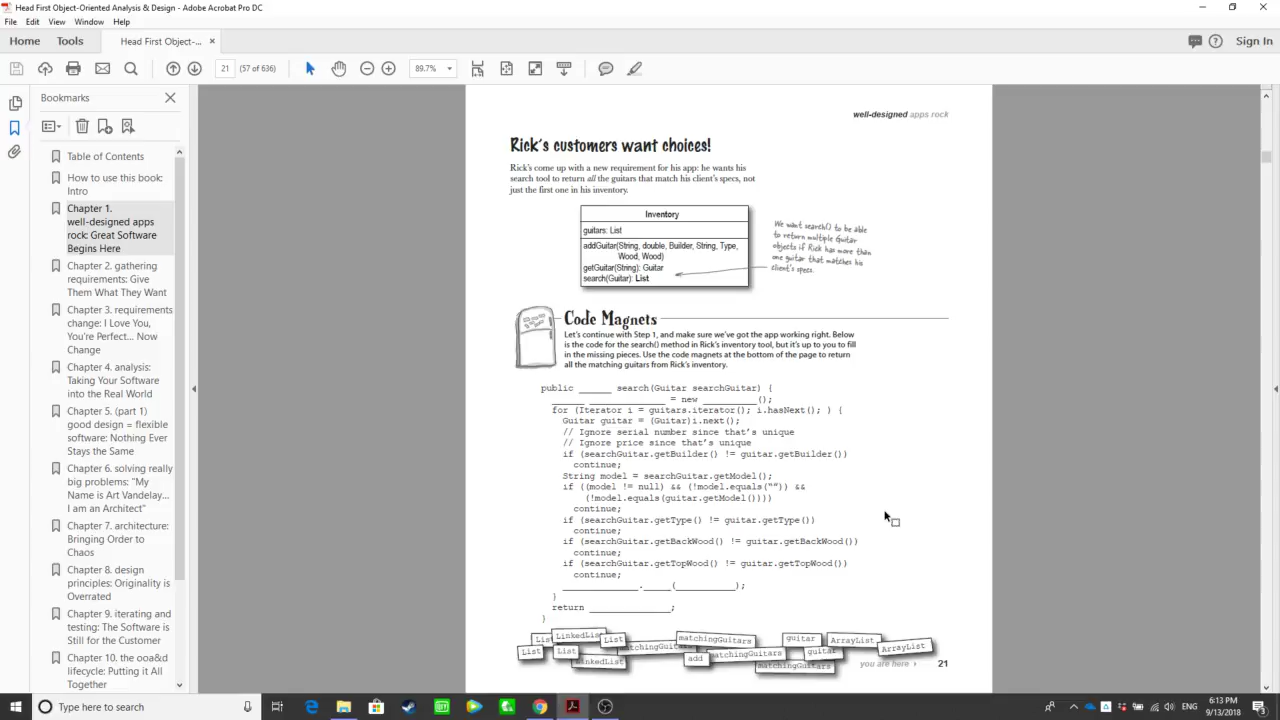 Head First Object-Oriented Analysis & Design - Adobe Acrobat Pro DC
File Edit View Window Help
Home Tools Head First Object-... × Sign In
21 (57 of 636) 89.7%
Bookmarks
Table of Contents
How to use this book:
Intro
Chapter 1.
well-designed apps
rock: Great Software
Begins Here
Chapter 2. gathering
requirements: Give
Them What They Want
Chapter 3. requirements
change: I Love You,
You're Perfect... Now
Change
Chapter 4. analysis:
Taking Your Software
into the Real World
Chapter 5. (part 1)
good design = flexible
software: Nothing Ever
Stays the Same
Chapter 6. solving really
big problems: "My
Name is Art Vandelay...
I am an Architect"
Chapter 7. architecture:
Bringing Order to
Chaos
Chapter 8. design
principles: Originality is
Overrated
Chapter 9. iterating and
testing: The Software is
Still for the Customer
Chapter 10. the ooa&d
lifecycle: Putting it All
Together
well-designed apps rock
Rick's customers want choices!
Rick's come up with a new requirement for his app: he wants his
search tool to return all the guitars that match his client's specs, not
just the first one in his inventory.
Inventory
guitars: List
addGuitar(String, double, Builder, String, Type,
Wood, Wood)
getGuitar(String): Guitar
search(Guitar): List
We want search() to be able
to return multiple Guitar
objects if Rick has more than
one guitar that matches his
client's specs.
Code Magnets
Let's continue with Step 1, and make sure we've got the app working right. Below
is the code for the search() method in Rick's inventory tool, but it's up to you to fill
in the missing pieces. Use the code magnets at the bottom of the page to return
all the matching guitars from Rick's inventory.
public ______ search(Guitar searchGuitar) {
______ ______________ = new __________();
for (Iterator i = guitars.iterator(); i.hasNext(); ) {
Guitar guitar = (Guitar)i.next();
// Ignore serial number since that's unique
// Ignore price since that's unique
if (searchGuitar.getBuilder() != guitar.getBuilder())
continue;
String model = searchGuitar.getModel();
if ((model != null) && (!model.equals("")) &&
(!model.equals(guitar.getModel())))
continue;
if (searchGuitar.getType() != guitar.getType())
continue;
if (searchGuitar.getBackWood() != guitar.getBackWood())
continue;
if (searchGuitar.getTopWood() != guitar.getTopWood())
continue;
______________._____(___________);
}
return _______________;
}
List LinkedList List matchingGuitars matchingGuitars guitar ArrayList ArrayList
List List LinkedList add matchingGuitars guitar matchingGuitars
you are here 21
Type here to search
6:13 PM
9/13/2018